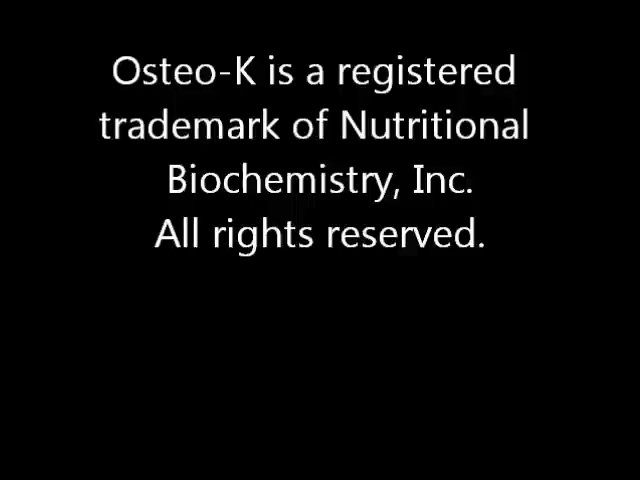 Osteo-K is a registered
trademark of Nutritional
Biochemistry, Inc.
All rights reserved.